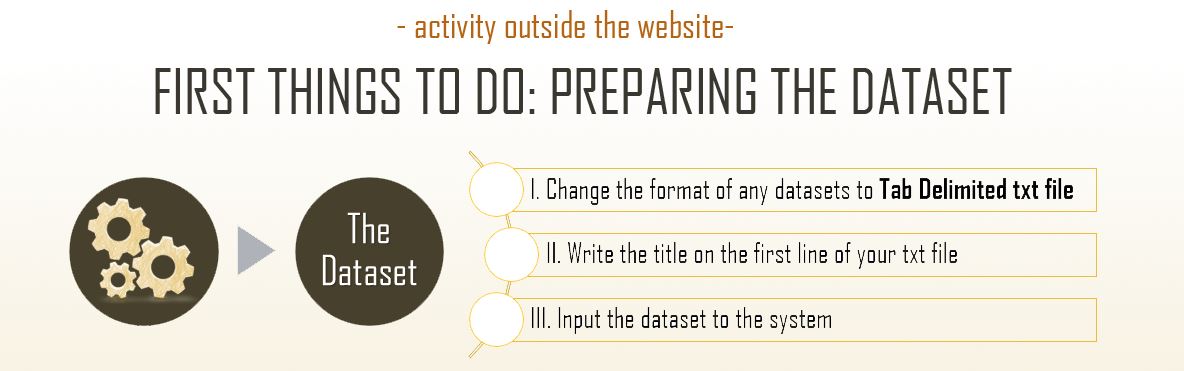 - activity outside the website-
FIRST THINGS TO DO: PREPARING THE DATASET
The
Dataset
I. Change the format of any datasets to Tab Delimited txt file
II. Write the title on the first line of your txt file
III. Input the dataset to the system